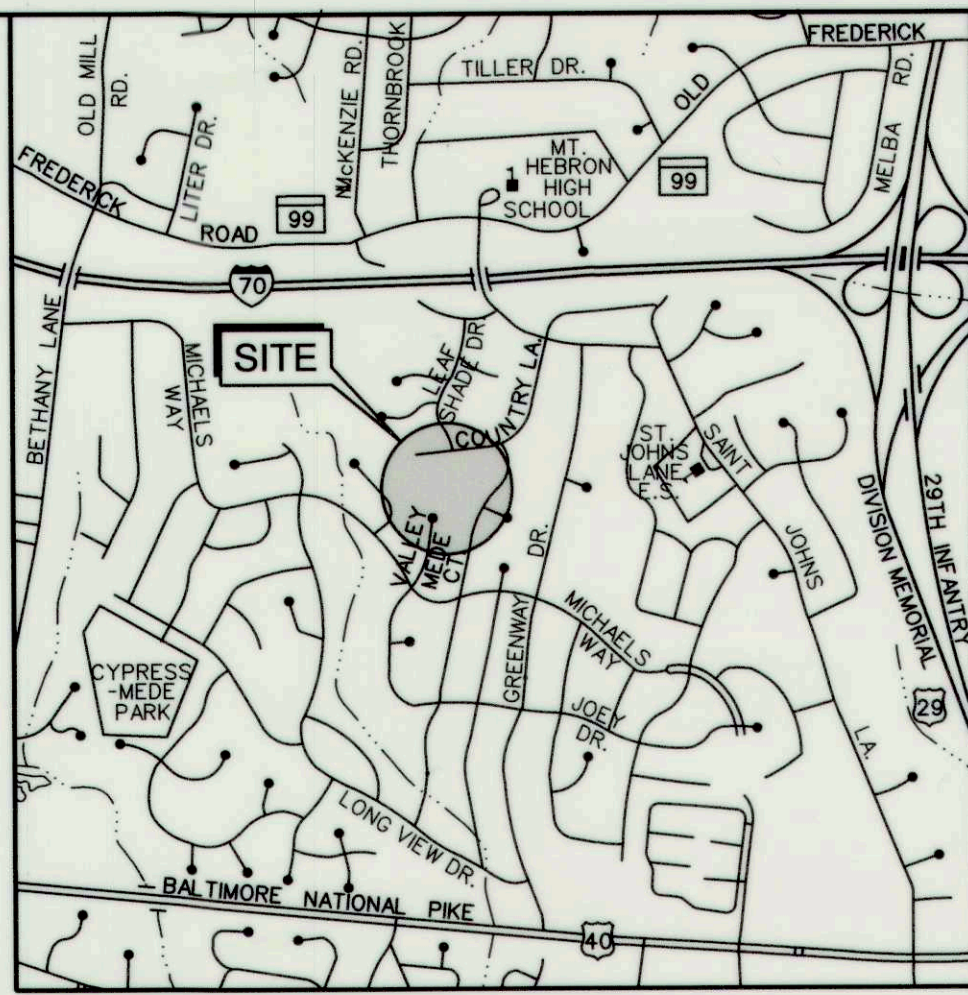 FREDERICK
OLD MILL
RD.
LITER DR.
McKENZIE RD.
THORNBROOK
TILLER DR.
OLD
MELBA
RD.
FREDERICK
ROAD
99
MT.
HEBRON
HIGH
SCHOOL
1
99
70
BETHANY LANE
MICHAELS
WAY
SITE
LEAF
SHADE DR.
COUNTRY LA.
ST.
JOHNS
LANE
E.S.
SAINT
JOHNS
LA.
DIVISION MEMORIAL
29TH INFANTRY
29
VALLEY
MEDE
CT
GREENWAY
DR.
MICHAELS
WAY
JOEY
DR.
CYPRESS
-MEDE
PARK
LONG VIEW DR.
BALTIMORE NATIONAL PIKE
40